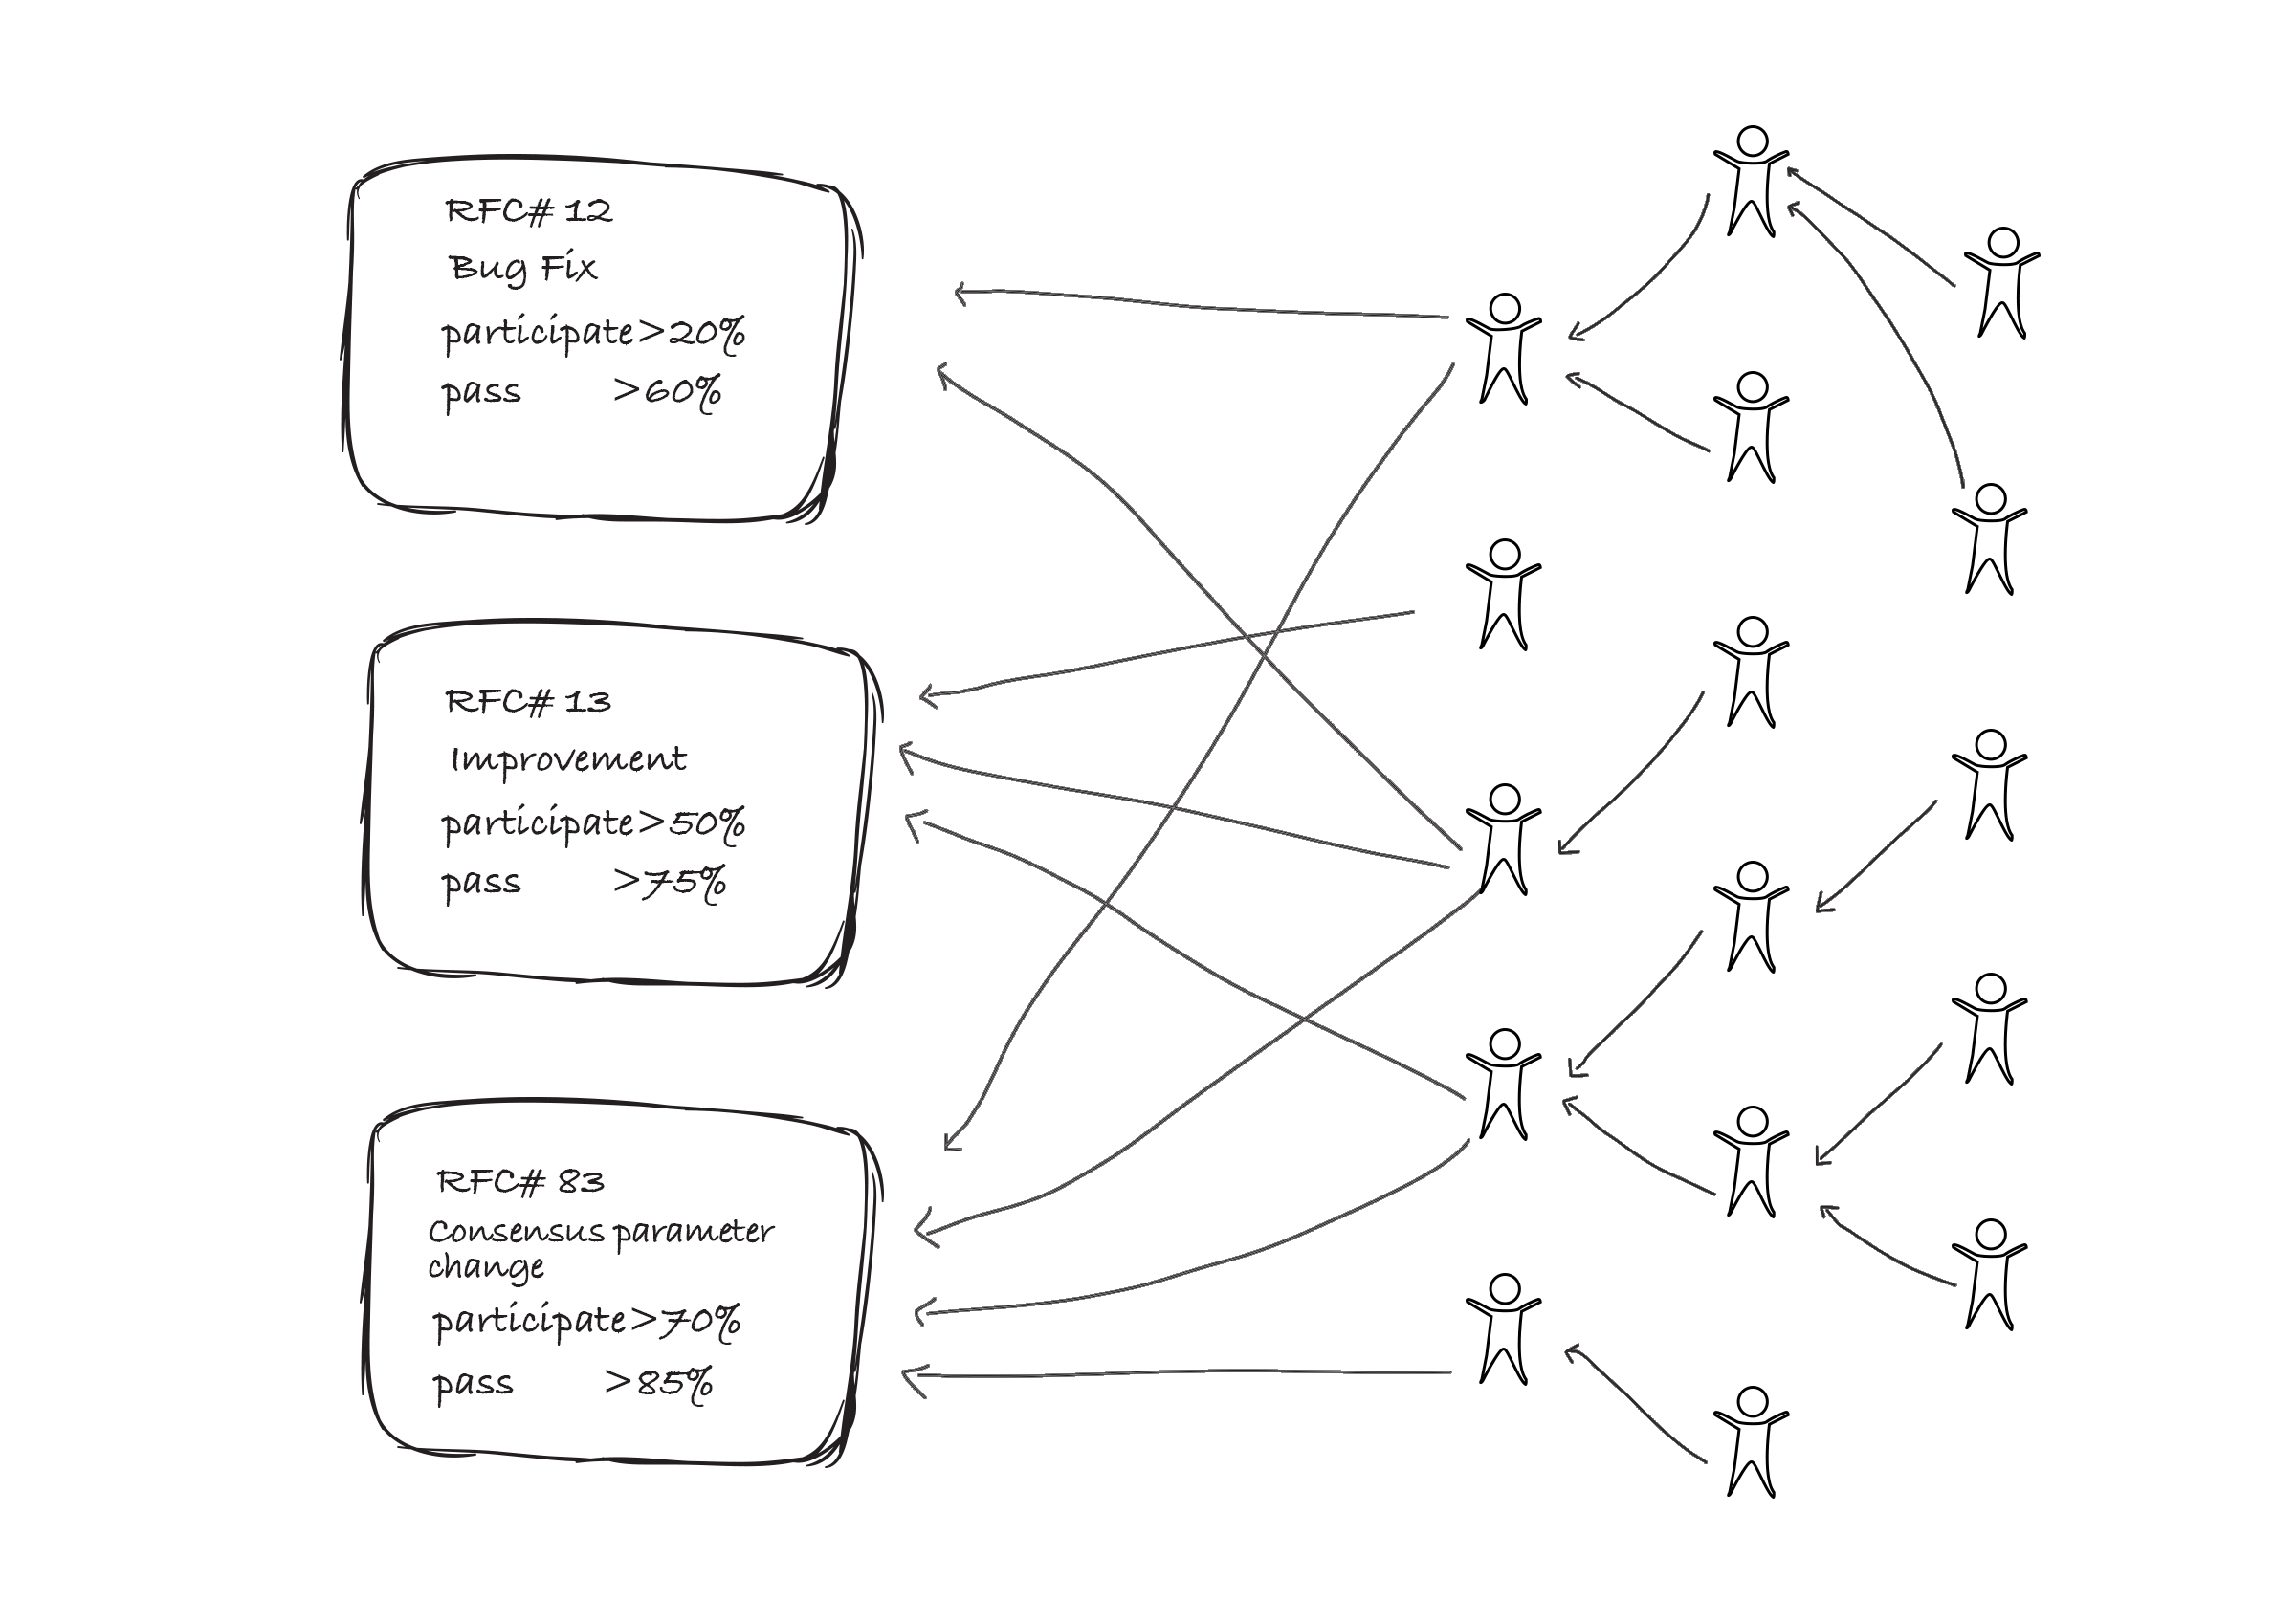 RFC# 12
Bug Fix
participate>20%
pass >60%
RFC# 13
Improvement
participate>50%
pass >75%
RFC# 83
Consensus parameter
change
participate>70%
pass >85%